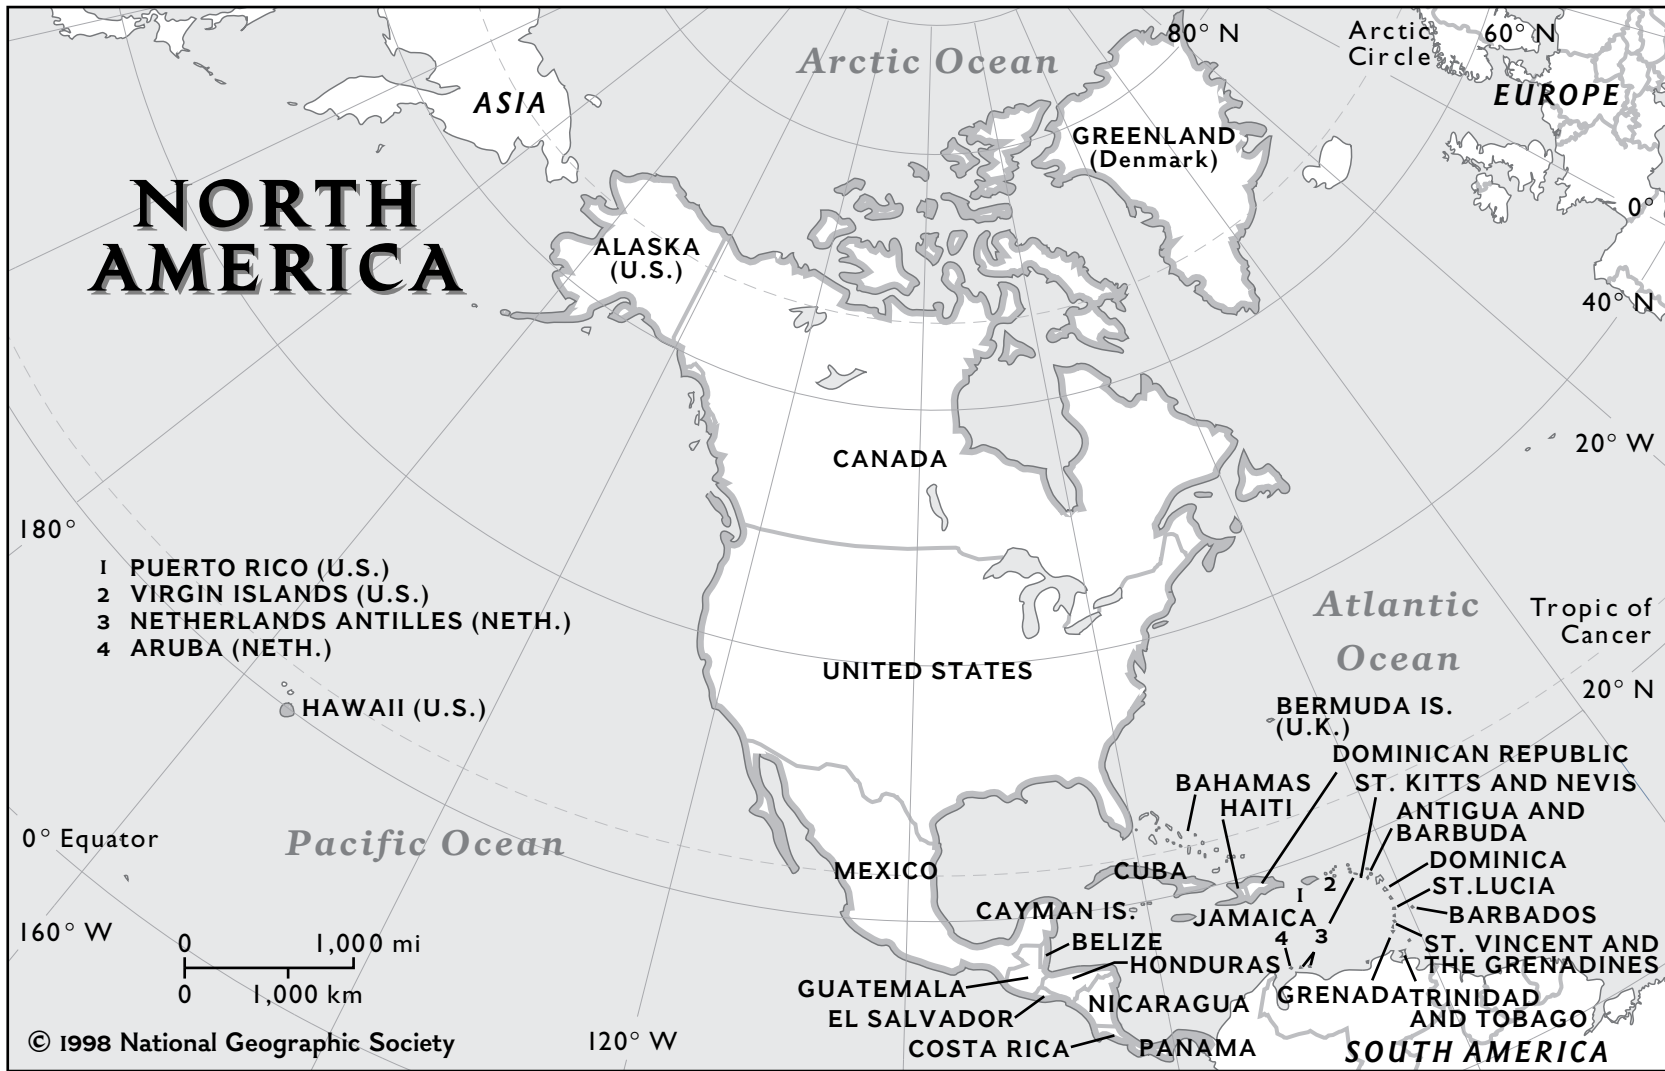 80° N
Arctic
Circle
60° N
Arctic Ocean
ASIA
EUROPE
GREENLAND
(Denmark)
NORTH
AMERICA
0°
ALASKA
(U.S.)
40° N
20° W
CANADA
180°
1 PUERTO RICO (U.S.)
2 VIRGIN ISLANDS (U.S.)
3 NETHERLANDS ANTILLES (NETH.)
4 ARUBA (NETH.)
Atlantic
Ocean
Tropic of
Cancer
UNITED STATES
20° N
HAWAII (U.S.)
BERMUDA IS.
(U.K.)
DOMINICAN REPUBLIC
BAHAMAS
ST. KITTS AND NEVIS
HAITI
ANTIGUA AND
BARBUDA
0° Equator
Pacific Ocean
MEXICO
CUBA
DOMINICA
1
2
ST.LUCIA
CAYMAN IS.
JAMAICA
BARBADOS
160° W
0 1,000 mi
0 1,000 km
BELIZE
4
3
ST. VINCENT AND
THE GRENADINES
HONDURAS
GUATEMALA
NICARAGUA
GRENADA
TRINIDAD
AND TOBAGO
EL SALVADOR
© 1998 National Geographic Society
120° W
COSTA RICA
PANAMA
SOUTH AMERICA